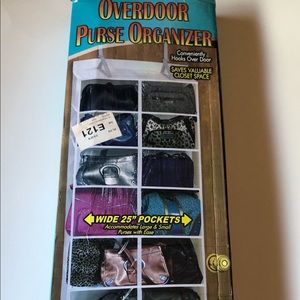 OVERDOOR
PURSE ORGANIZER
Conveniently
Hooks Over Door
SAVES VALUABLE
CLOSET SPACE
E121
WIDE 25" POCKETS
Accommodates Large & Small
Purses with Ease